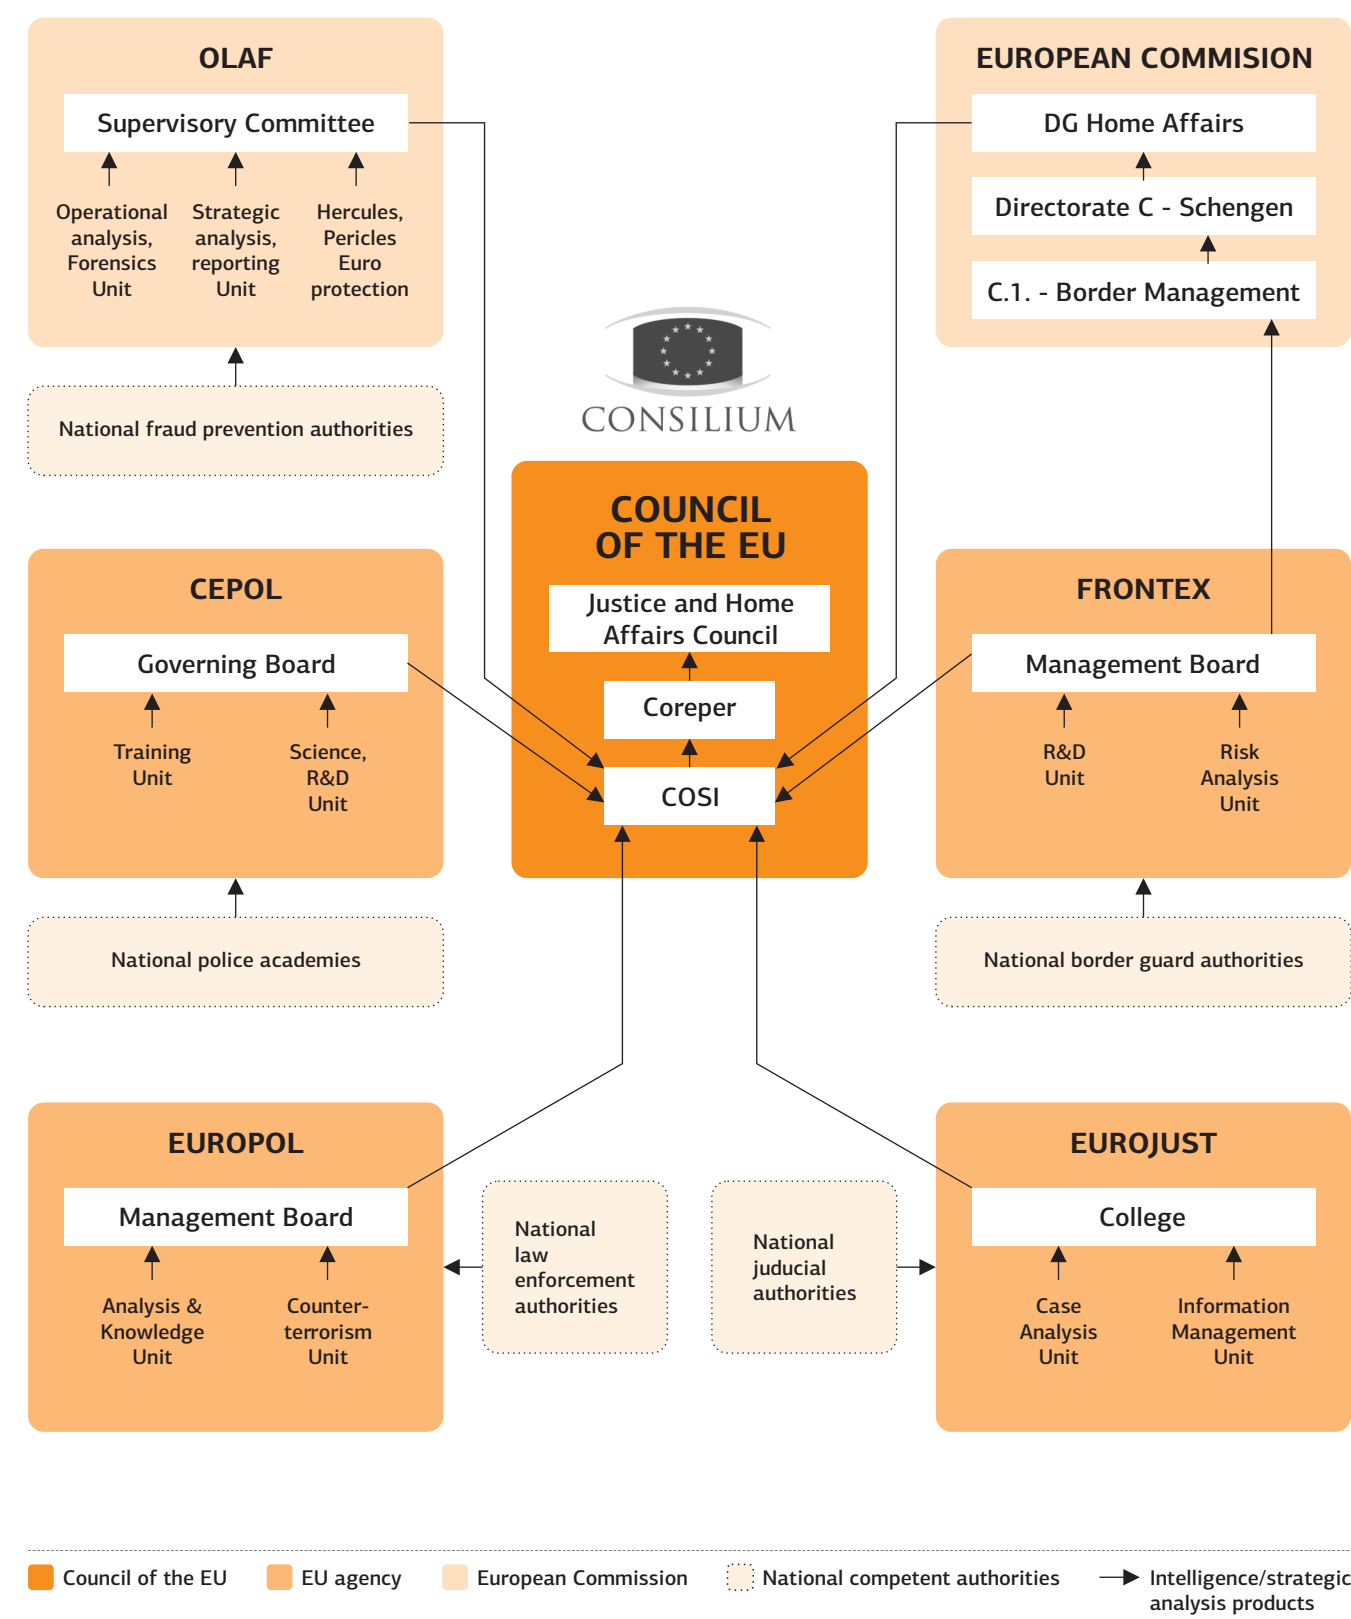 OLAF
Supervisory Committee
Operational
analysis,
Forensics
Unit
Strategic
analysis,
reporting
Unit
Hercules,
Pericles
Euro
protection
National fraud prevention authorities
EUROPEAN COMMISION
DG Home Affairs
Directorate C - Schengen
C.1. - Border Management
CONSILIUM
COUNCIL
OF THE EU
Justice and Home
Affairs Council
Coreper
COSI
CEPOL
Governing Board
Training
Unit
Science,
R&D
Unit
National police academies
FRONTEX
Management Board
R&D
Unit
Risk
Analysis
Unit
National border guard authorities
EUROPOL
Management Board
Analysis &
Knowledge
Unit
Counter-
terrorism
Unit
National
law
enforcement
authorities
National
juducial
authorities
EUROJUST
College
Case
Analysis
Unit
Information
Management
Unit
Council of the EU
EU agency
European Commission
National competent authorities
Intelligence/strategic
analysis products